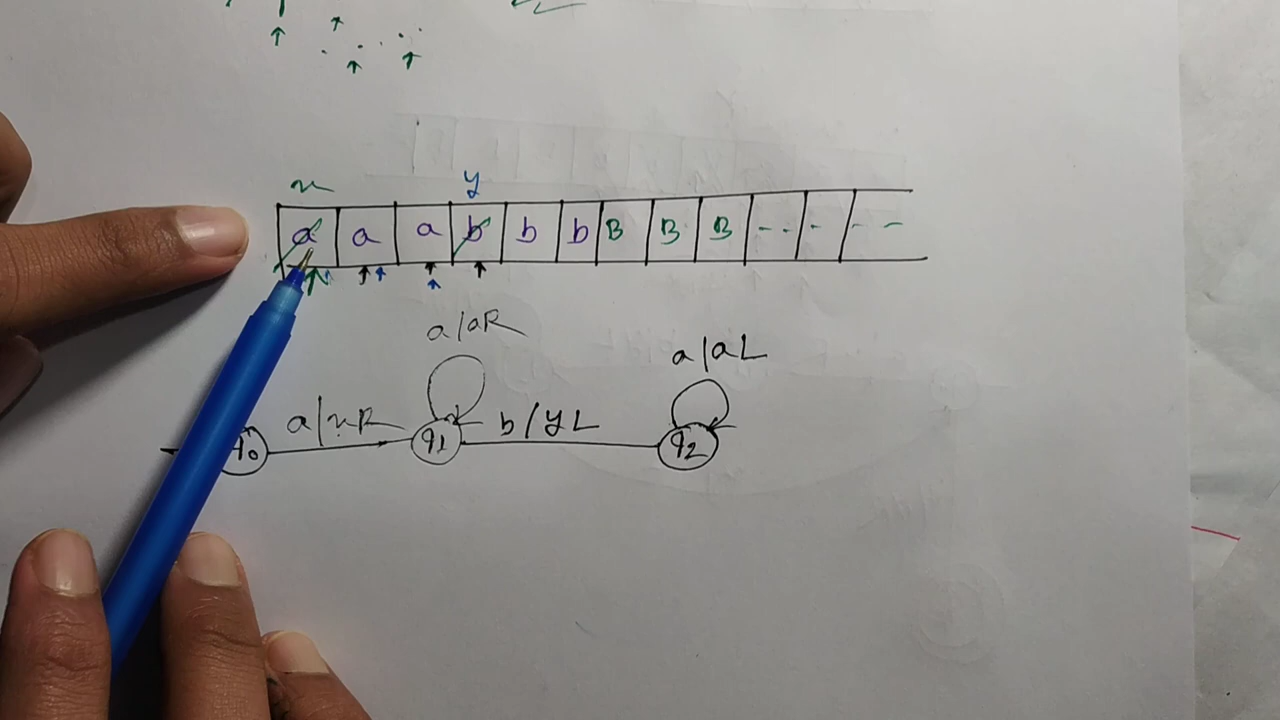 x y
a a a b b b B B B -- - -
a/aR
a/aL
a/xR b/yL
q0 q1 q2